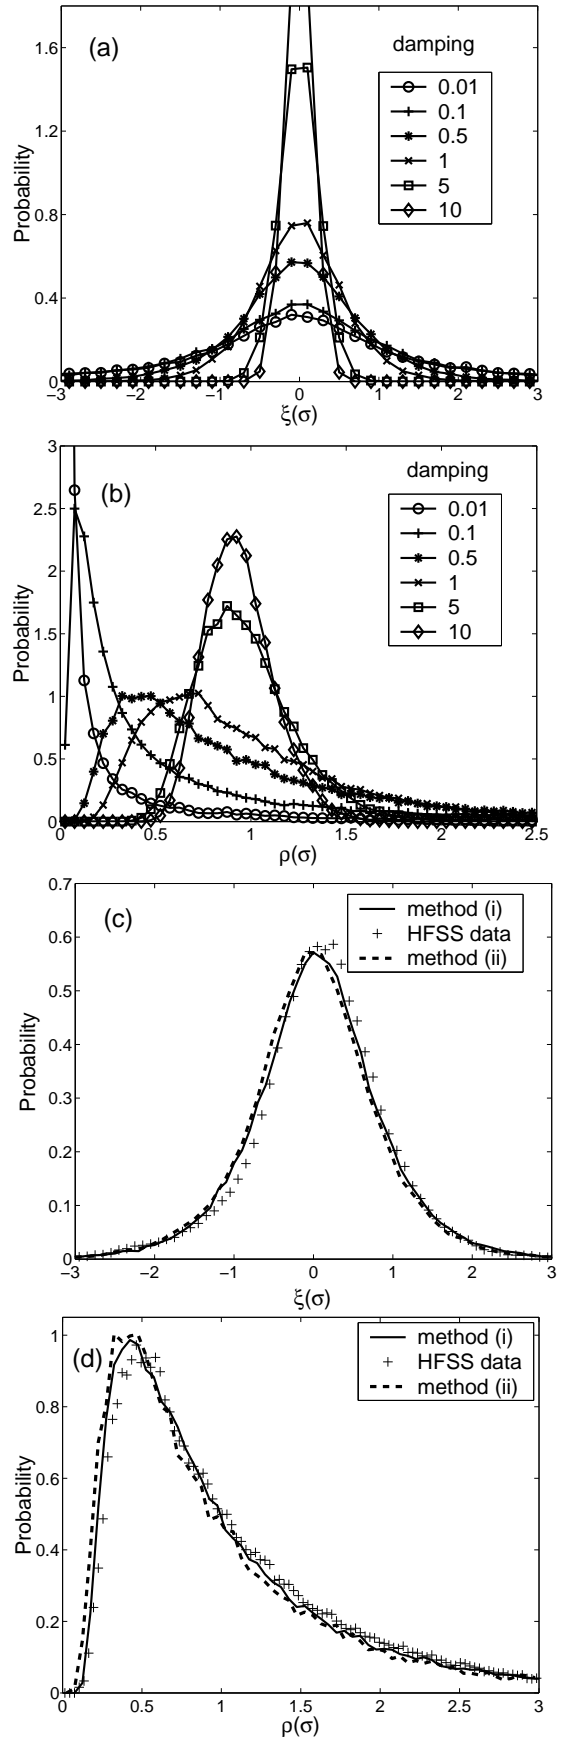 (a)
damping
0.01
0.1
0.5
1
5
10
Probability
1.6
1.2
0.8
0.4
0
−3 −2 −1 0 1 2 3
ξ(σ)
(b)
damping
0.01
0.1
0.5
1
5
10
Probability
3
2.5
2
1.5
1
0.5
0
0 0.5 1 1.5 2 2.5
ρ(σ)
(c)
method (i)
HFSS data
method (ii)
Probability
0.7
0.6
0.5
0.4
0.3
0.2
0.1
0
−3 −2 −1 0 1 2 3
ξ(σ)
(d)
method (i)
HFSS data
method (ii)
Probability
1
0.8
0.6
0.4
0.2
0
0 0.5 1 1.5 2 2.5 3
ρ(σ)